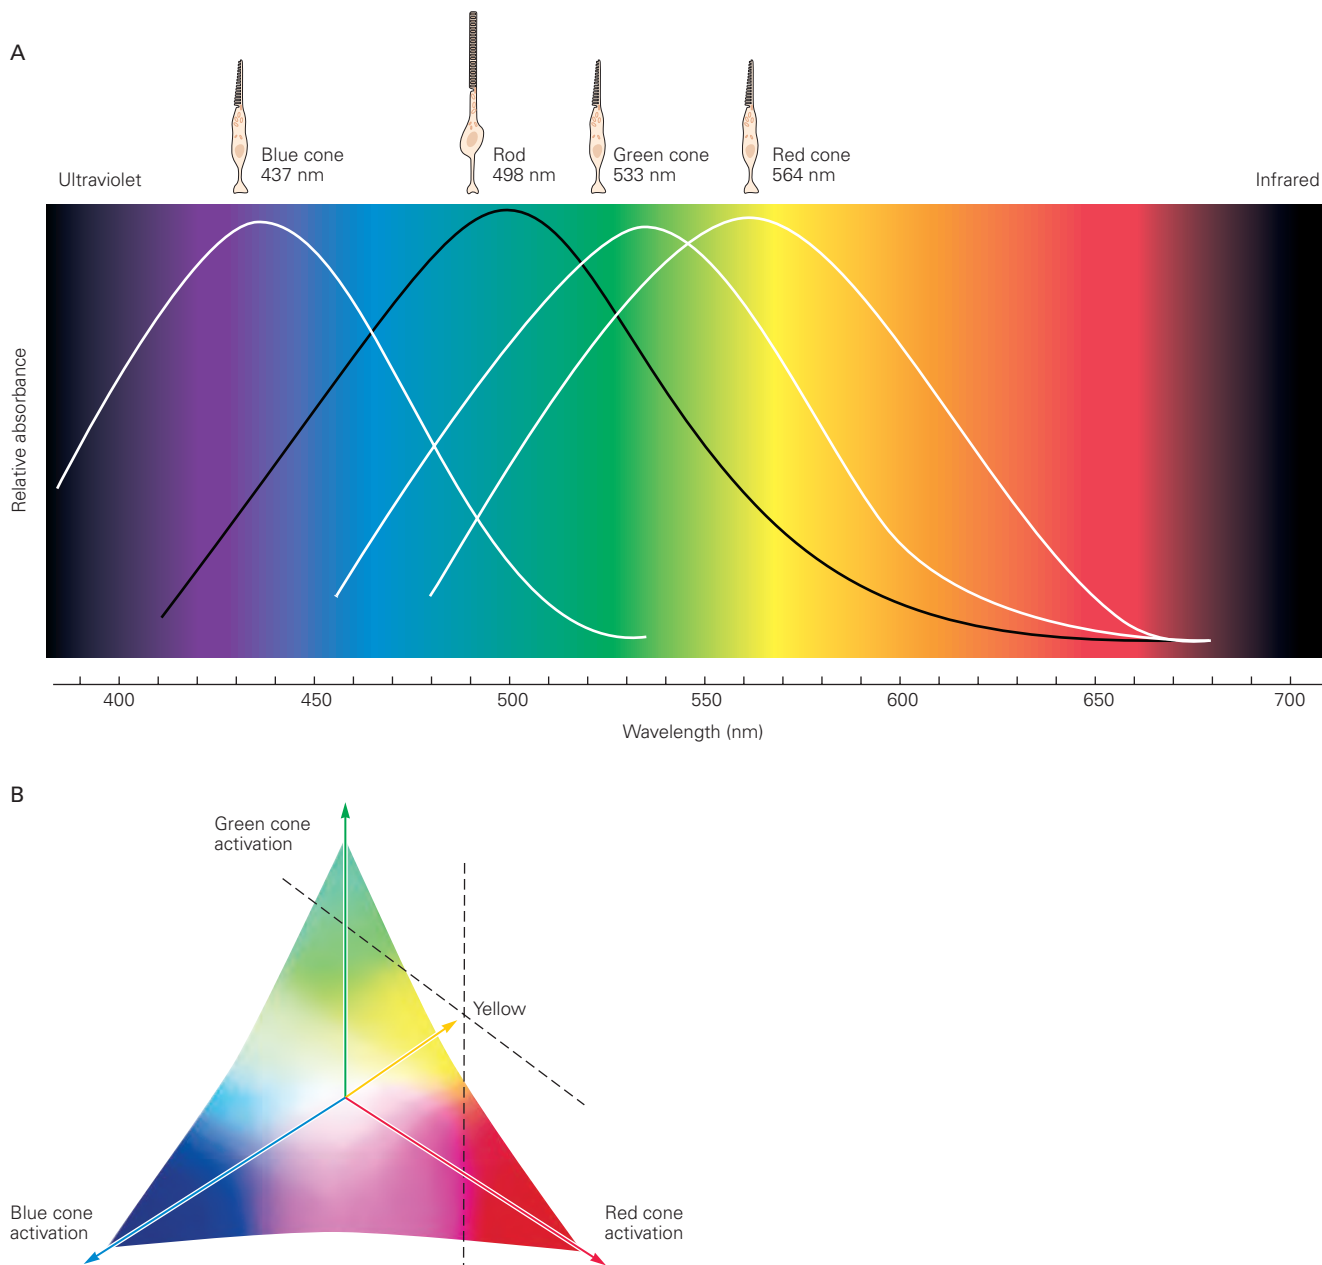 A
Blue cone
437 nm
Rod
498 nm
Green cone
533 nm
Red cone
564 nm
Ultraviolet
Infrared
Relative absorbance
400 450 500 550 600 650 700
Wavelength (nm)
B
Green cone
activation
Yellow
Blue cone
activation
Red cone
activation